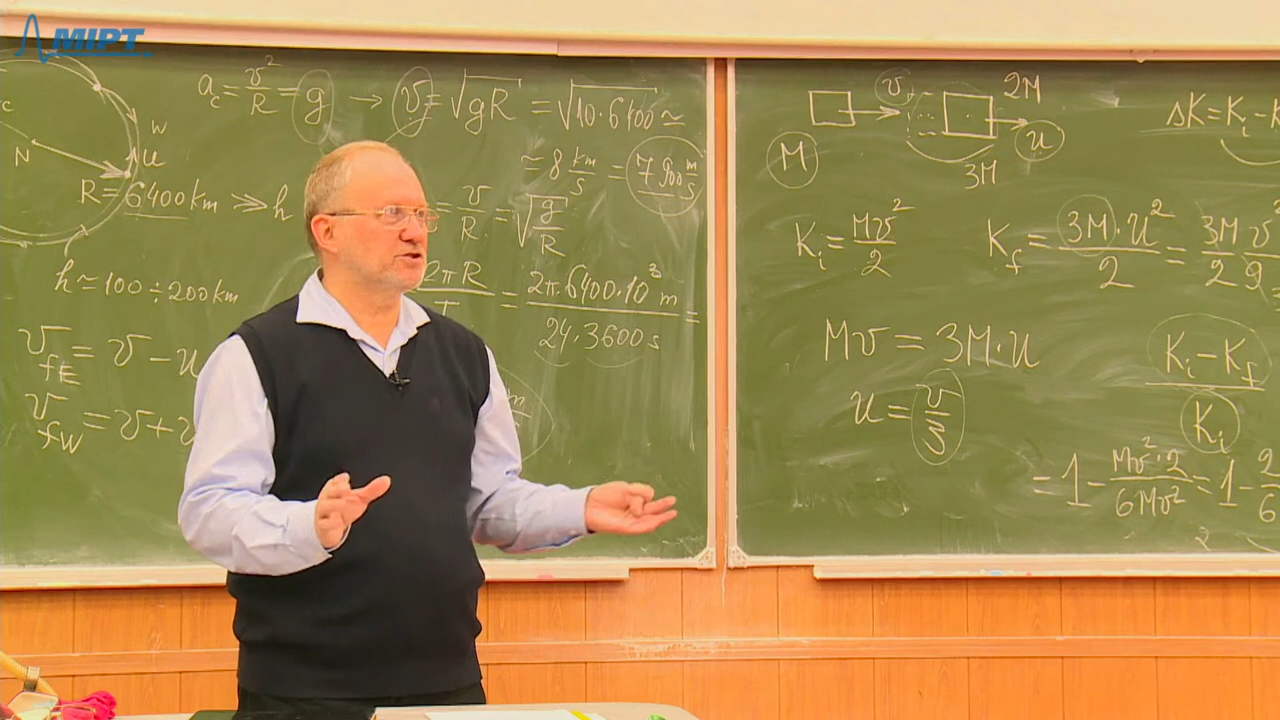 MIPT
a_c = v²/R = g → v = √gR = √10·6400 ≃
≈ 8 km/s = 7 900 m/s
N
W
u
R = 6400 km ≫ h
= v/R = √g/R
h ≃ 100 ÷ 200 km
2πR/T = 2π·6400·10³ m/24·3600 s =
v_fE = v − u
v_fW = v +
M
v
2M
u
3M
ΔK = K_i −
K_i = Mv²/2
K_f = 3M·u²/2 = 3M/2 v²/9
Mv = 3M·u
u = v/3
K_i − K_f
K_i
= 1 − Mv²·2/6Mv² = 1 − 2/6